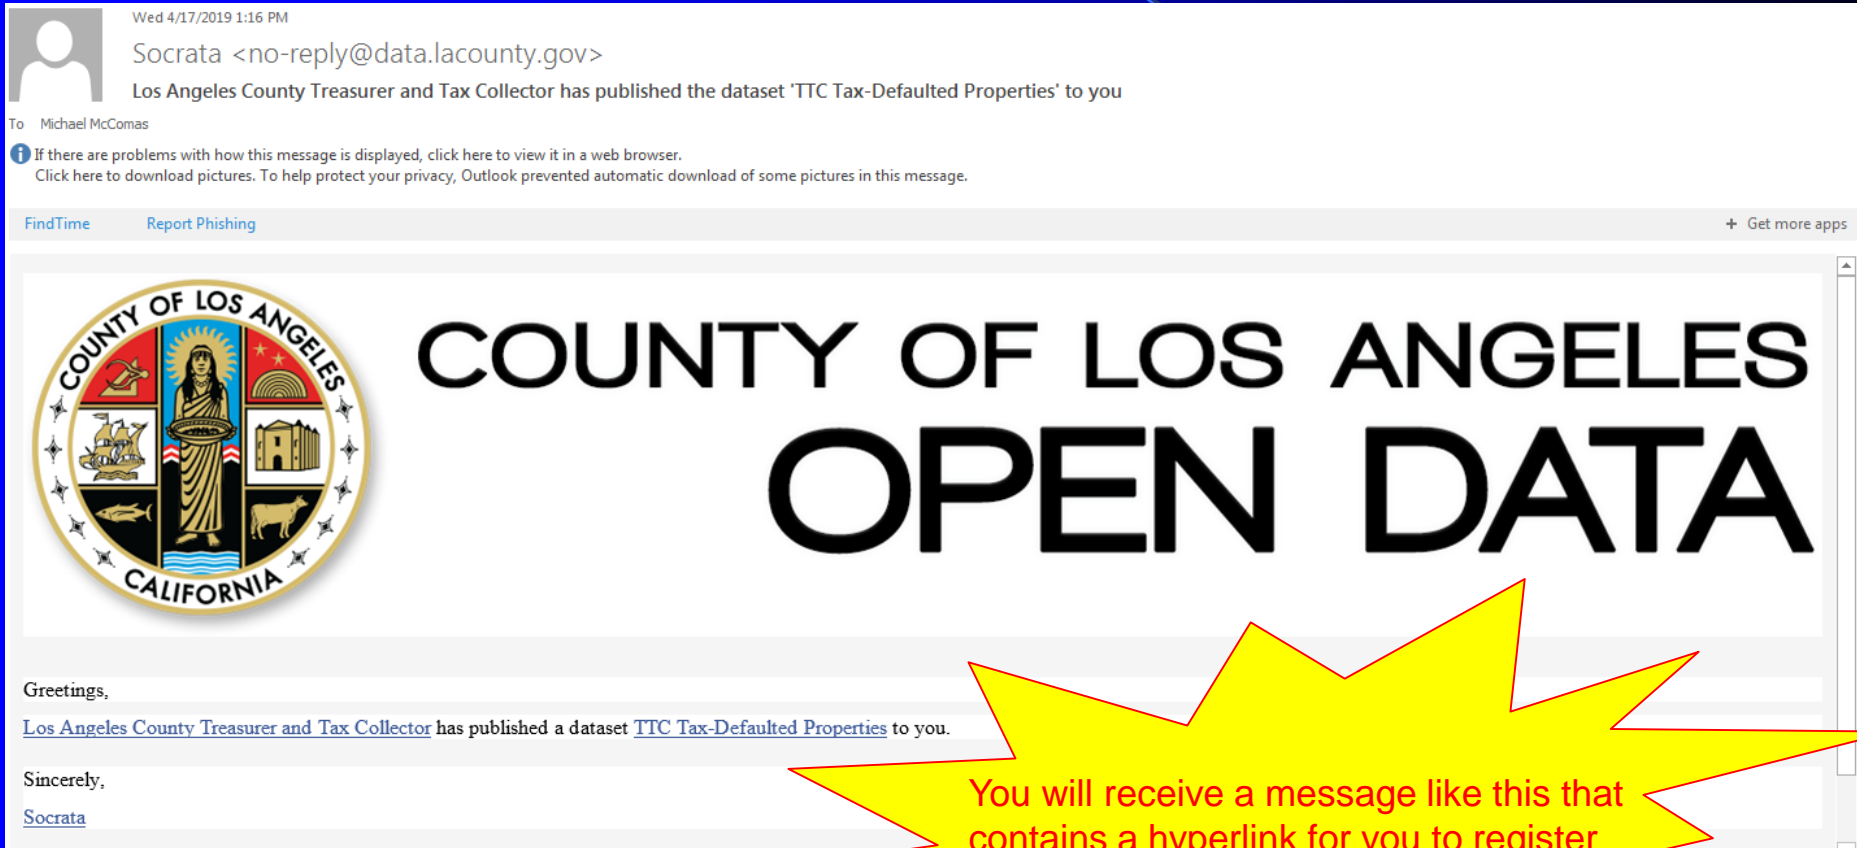 Wed 4/17/2019 1:16 PM
Socrata <no-reply@data.lacounty.gov>
Los Angeles County Treasurer and Tax Collector has published the dataset 'TTC Tax-Defaulted Properties' to you
To Michael McComas
If there are problems with how this message is displayed, click here to view it in a web browser.
Click here to download pictures. To help protect your privacy, Outlook prevented automatic download of some pictures in this message.
FindTime Report Phishing + Get more apps
COUNTY OF LOS ANGELES
CALIFORNIA
COUNTY OF LOS ANGELES
OPEN DATA
Greetings,
Los Angeles County Treasurer and Tax Collector has published a dataset TTC Tax-Defaulted Properties to you.
Sincerely,
Socrata
You will receive a message like this that
contains a hyperlink for you to register